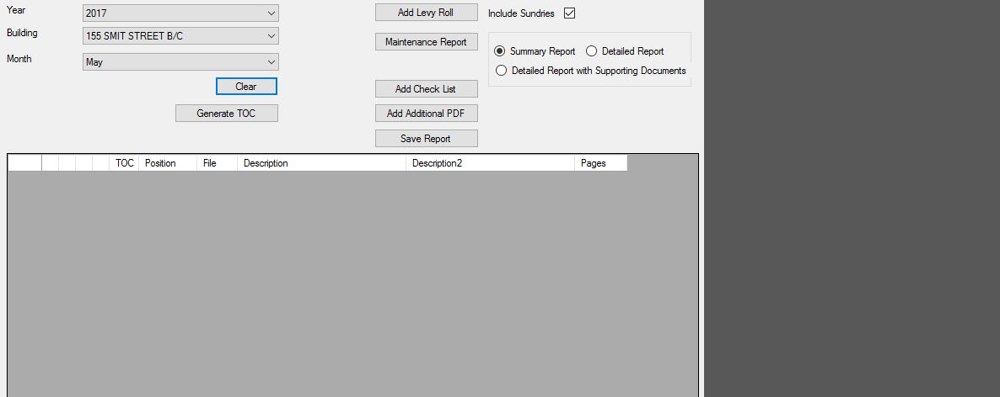 Year
2017
Building
155 SMIT STREET B/C
Month
May
Clear
Generate TOC
Add Levy Roll
Maintenance Report
Add Check List
Add Additional PDF
Save Report
Include Sundries
Summary Report
Detailed Report
Detailed Report with Supporting Documents
TOC Position File Description Description2 Pages